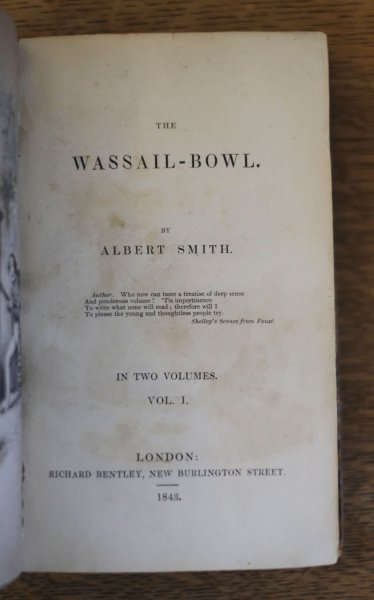 THE
WASSAIL-BOWL.
BY
ALBERT SMITH.
Author. Who now can taste a treatise of deep sense
And ponderous volume? 'Tis impertinence
To write what none will read; therefore will I
To please the young and thoughtless people try.
Shelley's Scenes from Faust.
IN TWO VOLUMES.
VOL. I.
LONDON:
RICHARD BENTLEY, NEW BURLINGTON STREET.
1843.